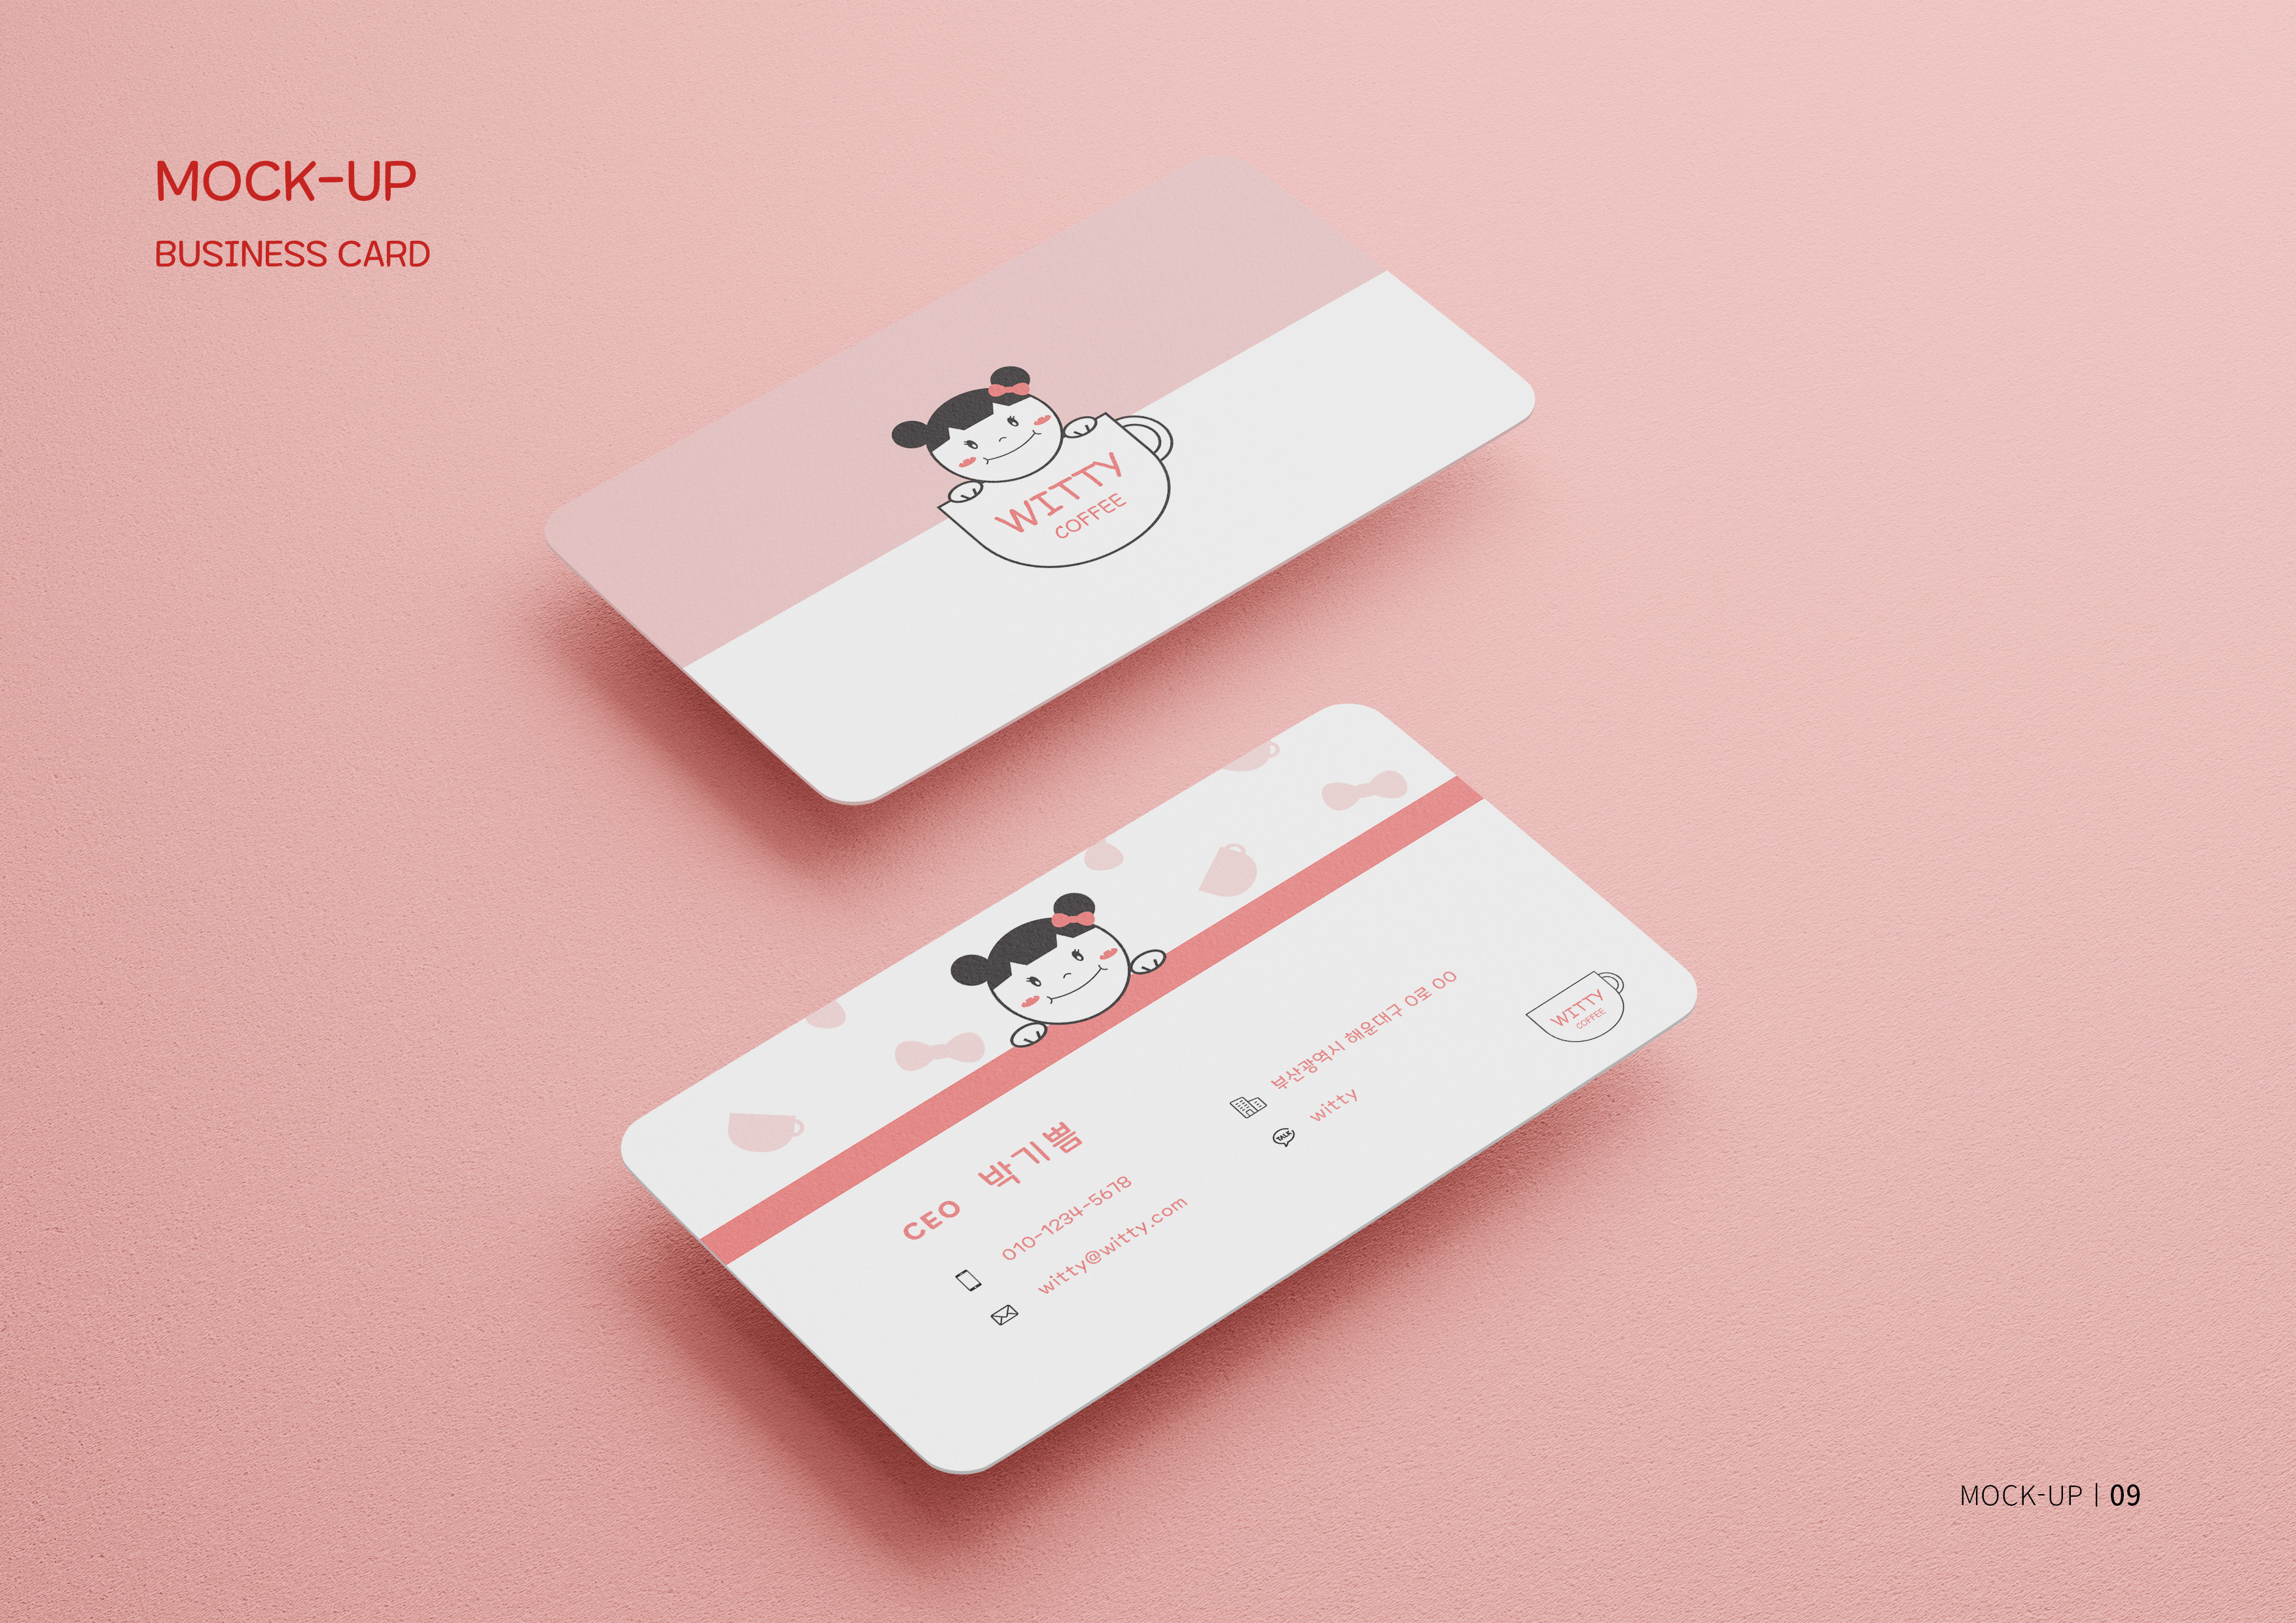 MOCK-UP
BUSINESS CARD
WITTY
COFFEE
CEO 박기쁨
010-1234-5678
witty@witty.com
부산광역시 해운대구 0로 00
TALK
witty
WITTY
COFFEE
MOCK-UP | 09